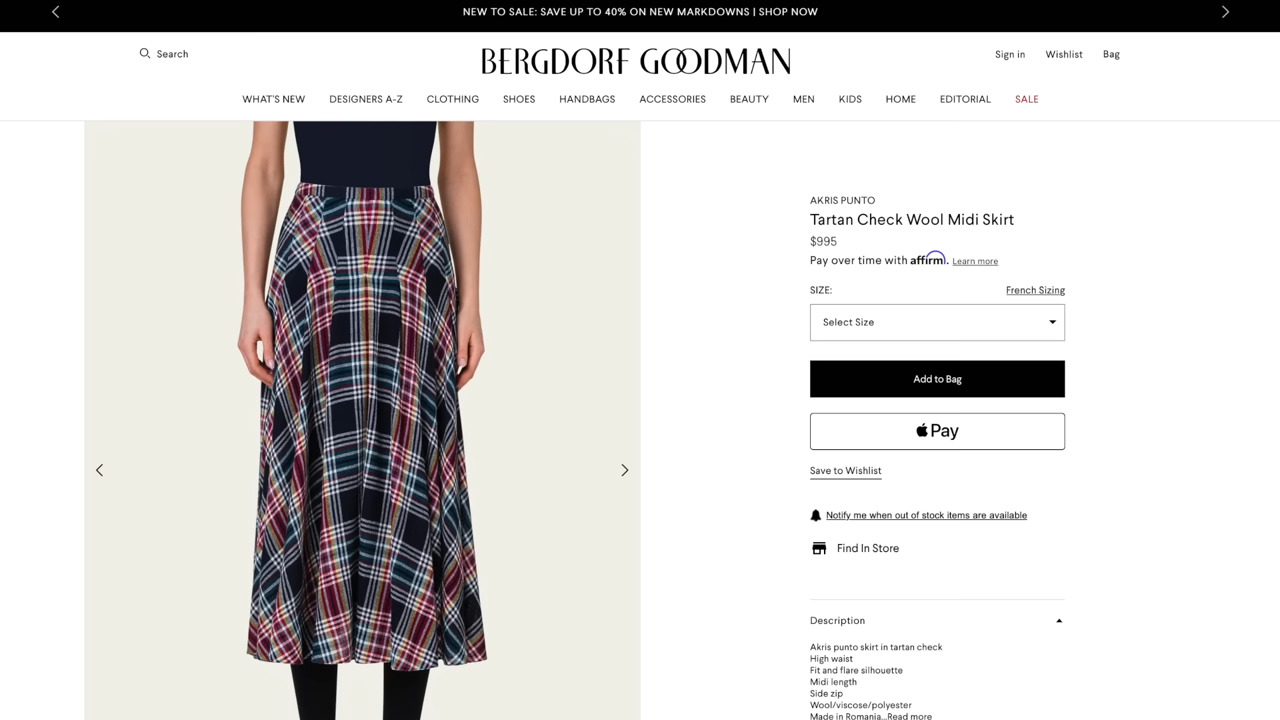 NEW TO SALE: SAVE UP TO 40% ON NEW MARKDOWNS | SHOP NOW
Search
BERGDORF GOODMAN
Sign in
Wishlist
Bag
WHAT'S NEW
DESIGNERS A-Z
CLOTHING
SHOES
HANDBAGS
ACCESSORIES
BEAUTY
MEN
KIDS
HOME
EDITORIAL
SALE
AKRIS PUNTO
Tartan Check Wool Midi Skirt
$995
Pay over time with affirm. Learn more
SIZE:
French Sizing
Select Size
Add to Bag
Pay
Save to Wishlist
Notify me when out of stock items are available
Find In Store
Description
Akris punto skirt in tartan check
High waist
Fit and flare silhouette
Midi length
Side zip
Wool/viscose/polyester
Made in Romania...Read more